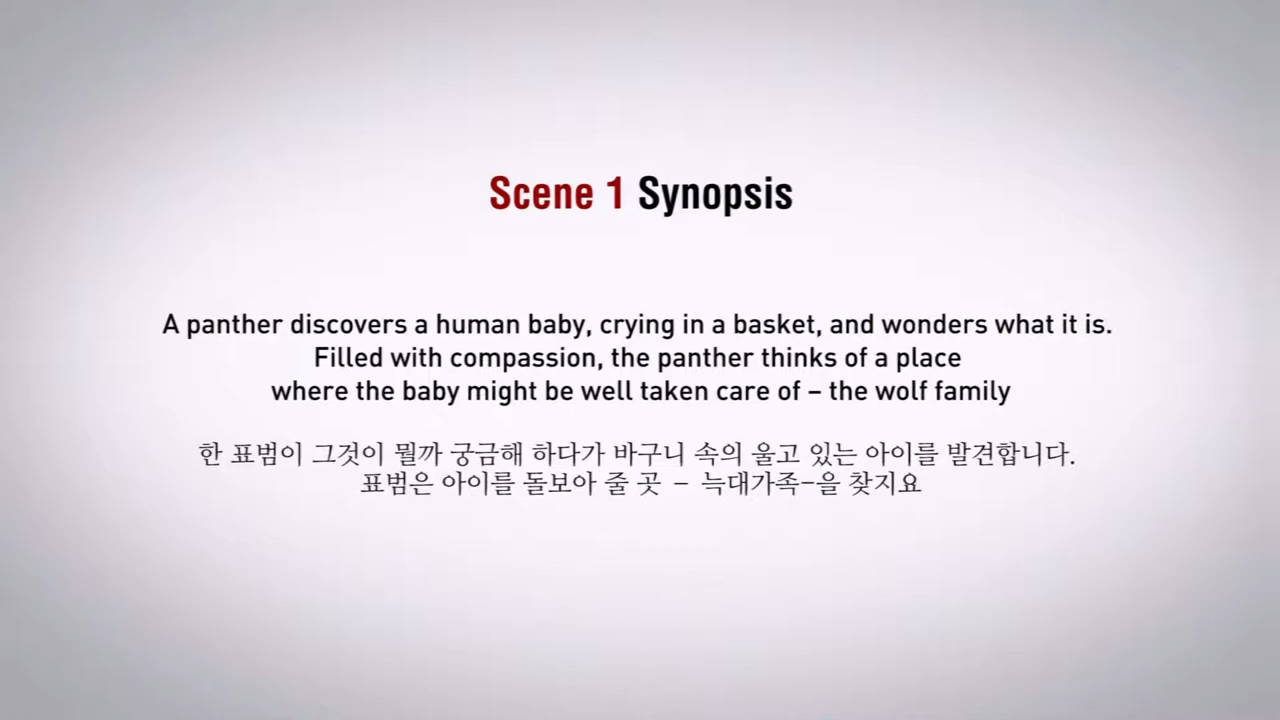 Scene 1 Synopsis
A panther discovers a human baby, crying in a basket, and wonders what it is.
Filled with compassion, the panther thinks of a place
where the baby might be well taken care of – the wolf family
한 표범이 그것이 뭘까 궁금해 하다가 바구니 속의 울고 있는 아이를 발견합니다.
표범은 아이를 돌보아 줄 곳 – 늑대가족–을 찾지요